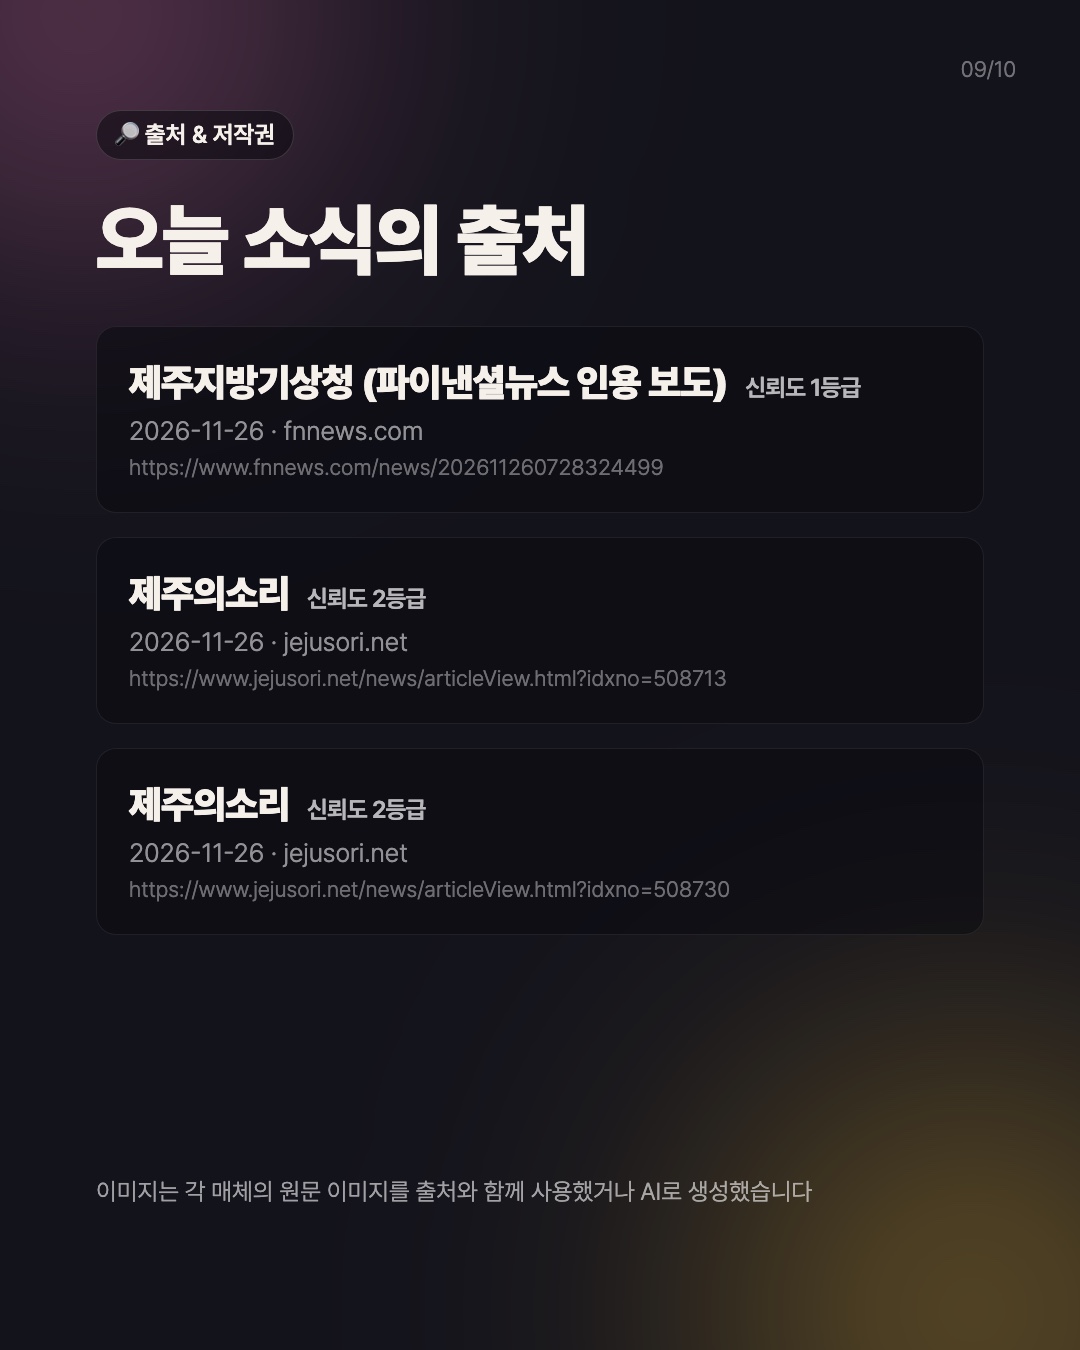 09/10
🔎 출처 & 저작권
오늘 소식의 출처
제주지방기상청 (파이낸셜뉴스 인용 보도) 신뢰도 1등급
2026-11-26 · fnnews.com
https://www.fnnews.com/news/202611260728324499
제주의소리 신뢰도 2등급
2026-11-26 · jejusori.net
https://www.jejusori.net/news/articleView.html?idxno=508713
제주의소리 신뢰도 2등급
2026-11-26 · jejusori.net
https://www.jejusori.net/news/articleView.html?idxno=508730
이미지는 각 매체의 원문 이미지를 출처와 함께 사용했거나 AI로 생성했습니다